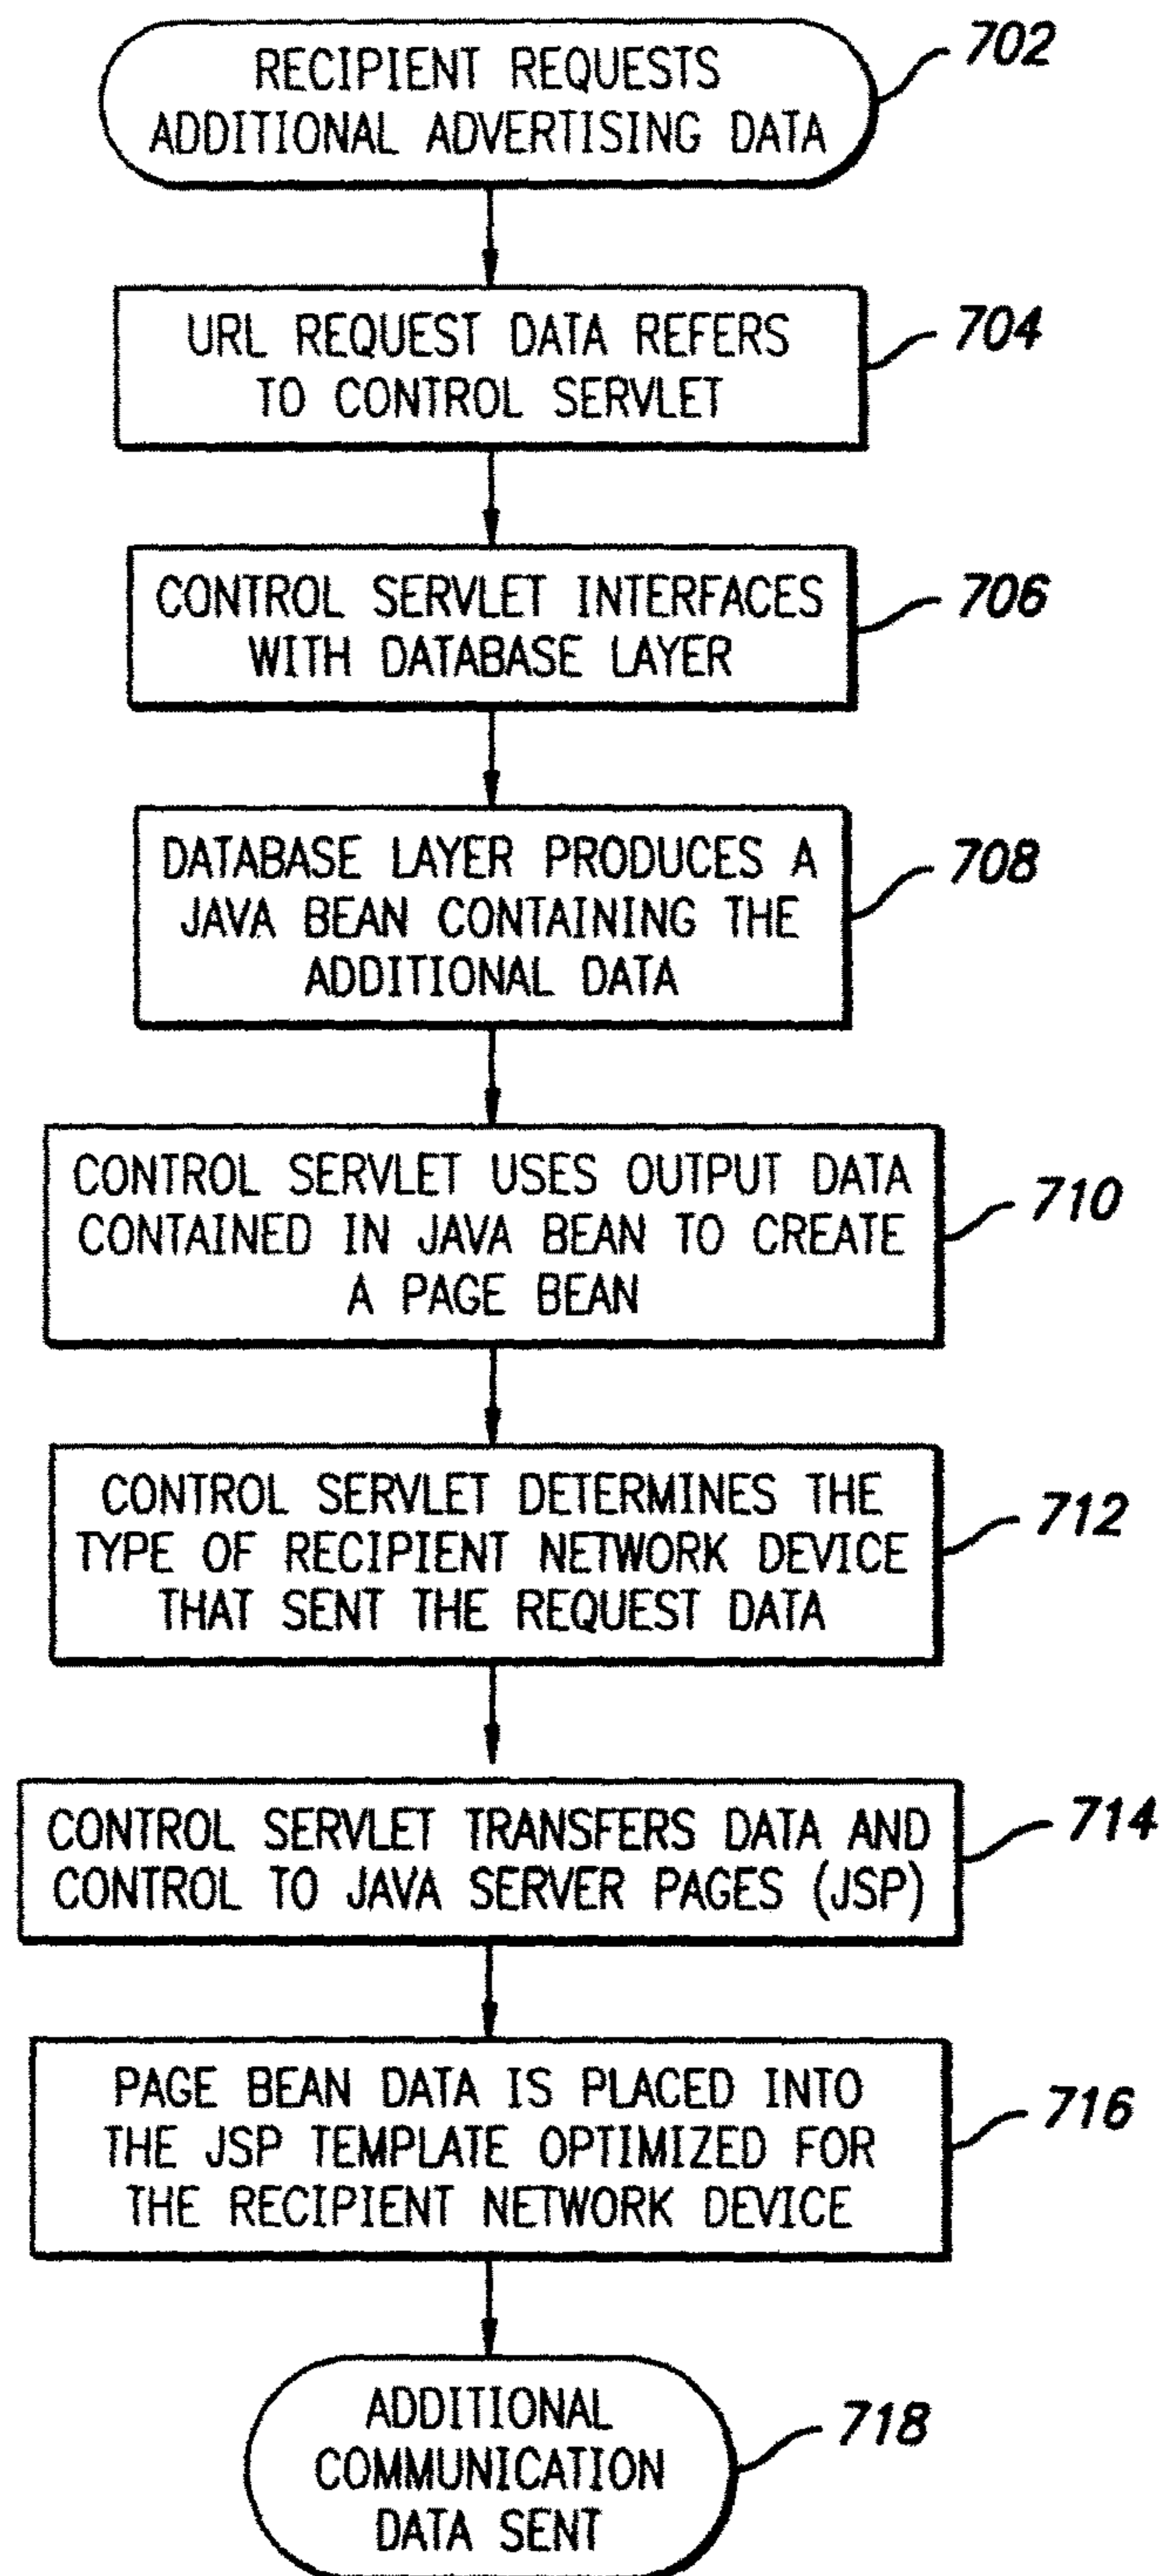 RECIPIENT REQUESTS
ADDITIONAL ADVERTISING DATA
702
URL REQUEST DATA REFERS
TO CONTROL SERVLET
704
CONTROL SERVLET INTERFACES
WITH DATABASE LAYER
706
DATABASE LAYER PRODUCES A
JAVA BEAN CONTAINING THE
ADDITIONAL DATA
708
CONTROL SERVLET USES OUTPUT DATA
CONTAINED IN JAVA BEAN TO CREATE
A PAGE BEAN
710
CONTROL SERVLET DETERMINES THE
TYPE OF RECIPIENT NETWORK DEVICE
THAT SENT THE REQUEST DATA
712
CONTROL SERVLET TRANSFERS DATA AND
CONTROL TO JAVA SERVER PAGES (JSP)
714
PAGE BEAN DATA IS PLACED INTO
THE JSP TEMPLATE OPTIMIZED FOR
THE RECIPIENT NETWORK DEVICE
716
ADDITIONAL
COMMUNICATION
DATA SENT
718